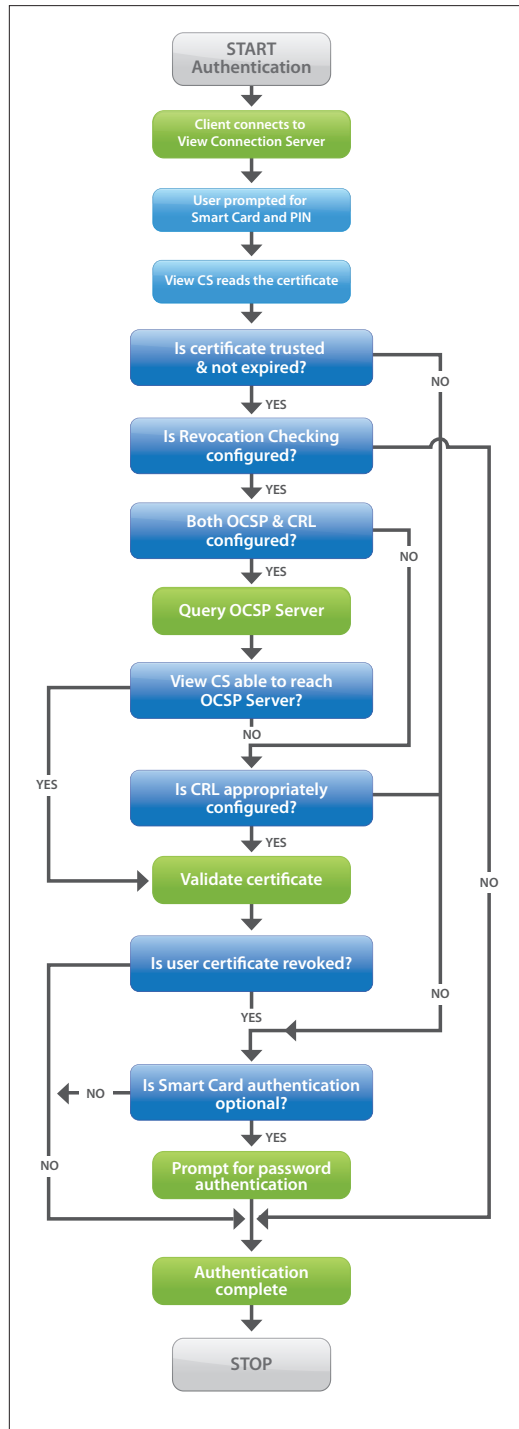 START
Authentication
Client connects to
View Connection Server
User prompted for
Smart Card and PIN
View CS reads the certificate
Is certificate trusted
& not expired?
NO
YES
Is Revocation Checking
configured?
YES
Both OCSP & CRL
configured?
NO
YES
Query OCSP Server
View CS able to reach
OCSP Server?
NO
YES
Is CRL appropriately
configured?
YES
Validate certificate
NO
Is user certificate revoked?
NO
YES
Is Smart Card authentication
optional?
NO
YES
NO
Prompt for password
authentication
Authentication
complete
STOP